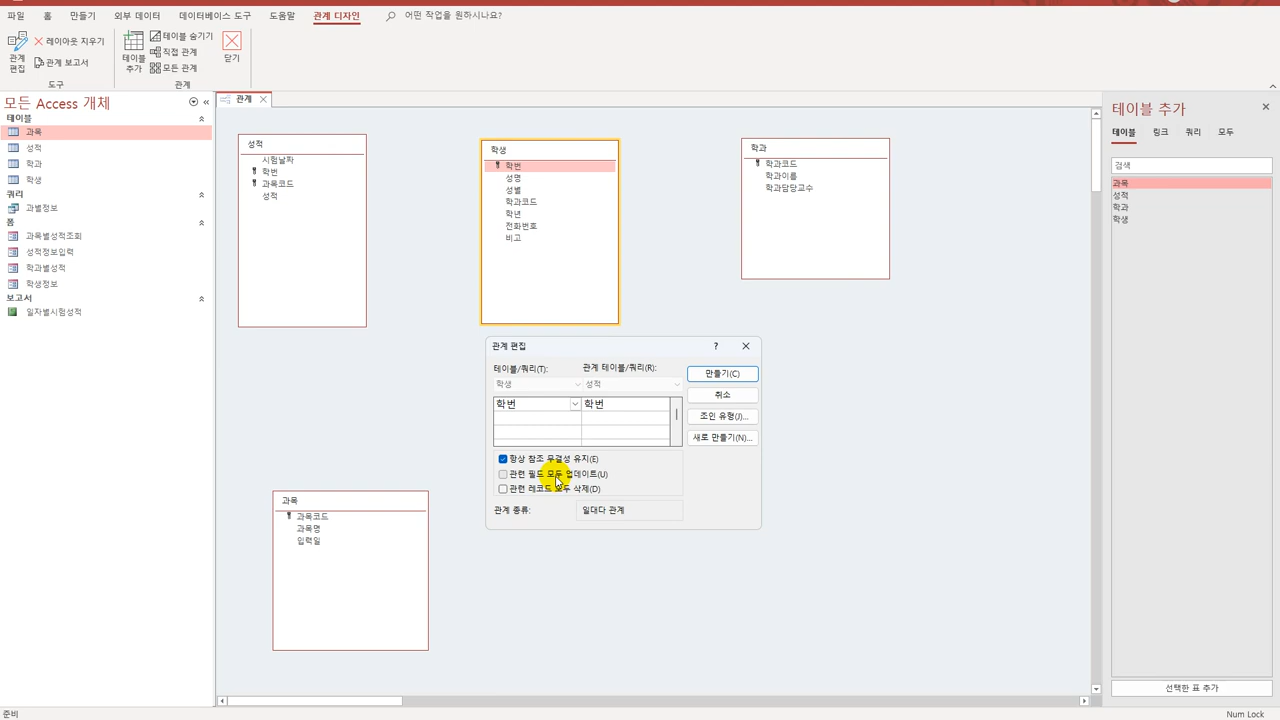 파일 홈 만들기 외부 데이터 데이터베이스 도구 도움말 관계 디자인 어떤 작업을 원하시나요?
관계 편집
레이아웃 지우기
관계 보고서
도구
테이블 추가
테이블 숨기기
직접 관계
모든 관계
닫기
관계
모든 Access 개체
테이블
과목
성적
학과
학생
쿼리
과별정보
폼
과목별성적조회
성적정보입력
학과별성적
학생정보
보고서
일자별시험성적
관계
성적
시험날짜
학번
과목코드
성적
학생
학번
성명
성별
학과코드
학년
전화번호
비고
학과
학과코드
학과이름
학과담당교수
과목
과목코드
과목명
입력일
관계 편집
?
테이블/쿼리(T): 관계 테이블/쿼리(R):
학생 성적
학번 학번
항상 참조 무결성 유지(E)
관련 필드 모두 업데이트(U)
관련 레코드 모두 삭제(D)
관계 종류: 일대다 관계
만들기(C)
취소
조인 유형(J)...
새로 만들기(N)...
테이블 추가
테이블 링크 쿼리 모두
검색
과목
성적
학과
학생
선택한 표 추가
준비
Num Lock